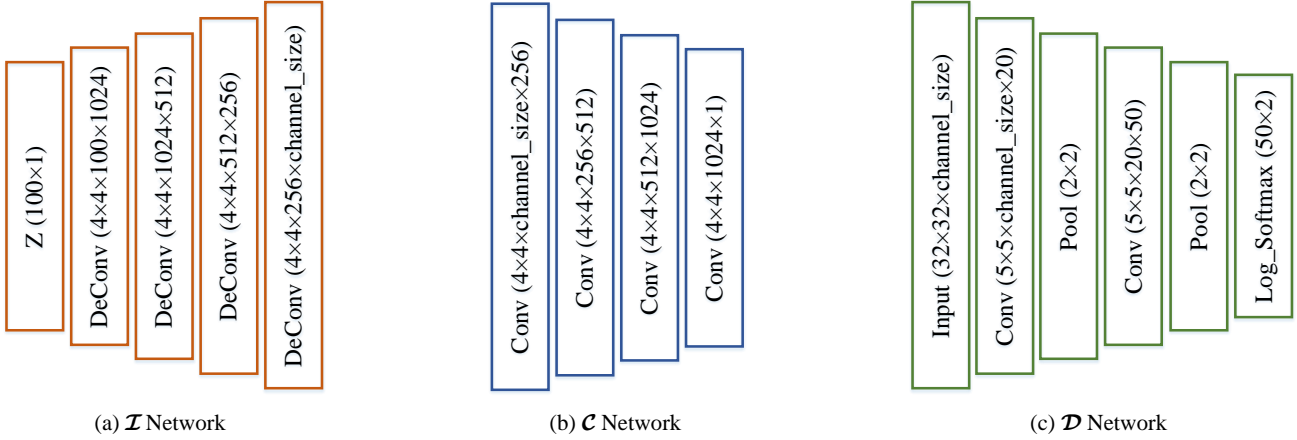 Z (100×1)
DeConv (4×4×100×1024)
DeConv (4×4×1024×512)
DeConv (4×4×512×256)
DeConv (4×4×256×channel_size)
(a) 𝓘 Network
Conv (4×4×channel_size×256)
Conv (4×4×256×512)
Conv (4×4×512×1024)
Conv (4×4×1024×1)
(b) 𝓒 Network
Input (32×32×channel_size)
Conv (5×5×channel_size×20)
Pool (2×2)
Conv (5×5×20×50)
Pool (2×2)
Log_Softmax (50×2)
(c) 𝓓 Network